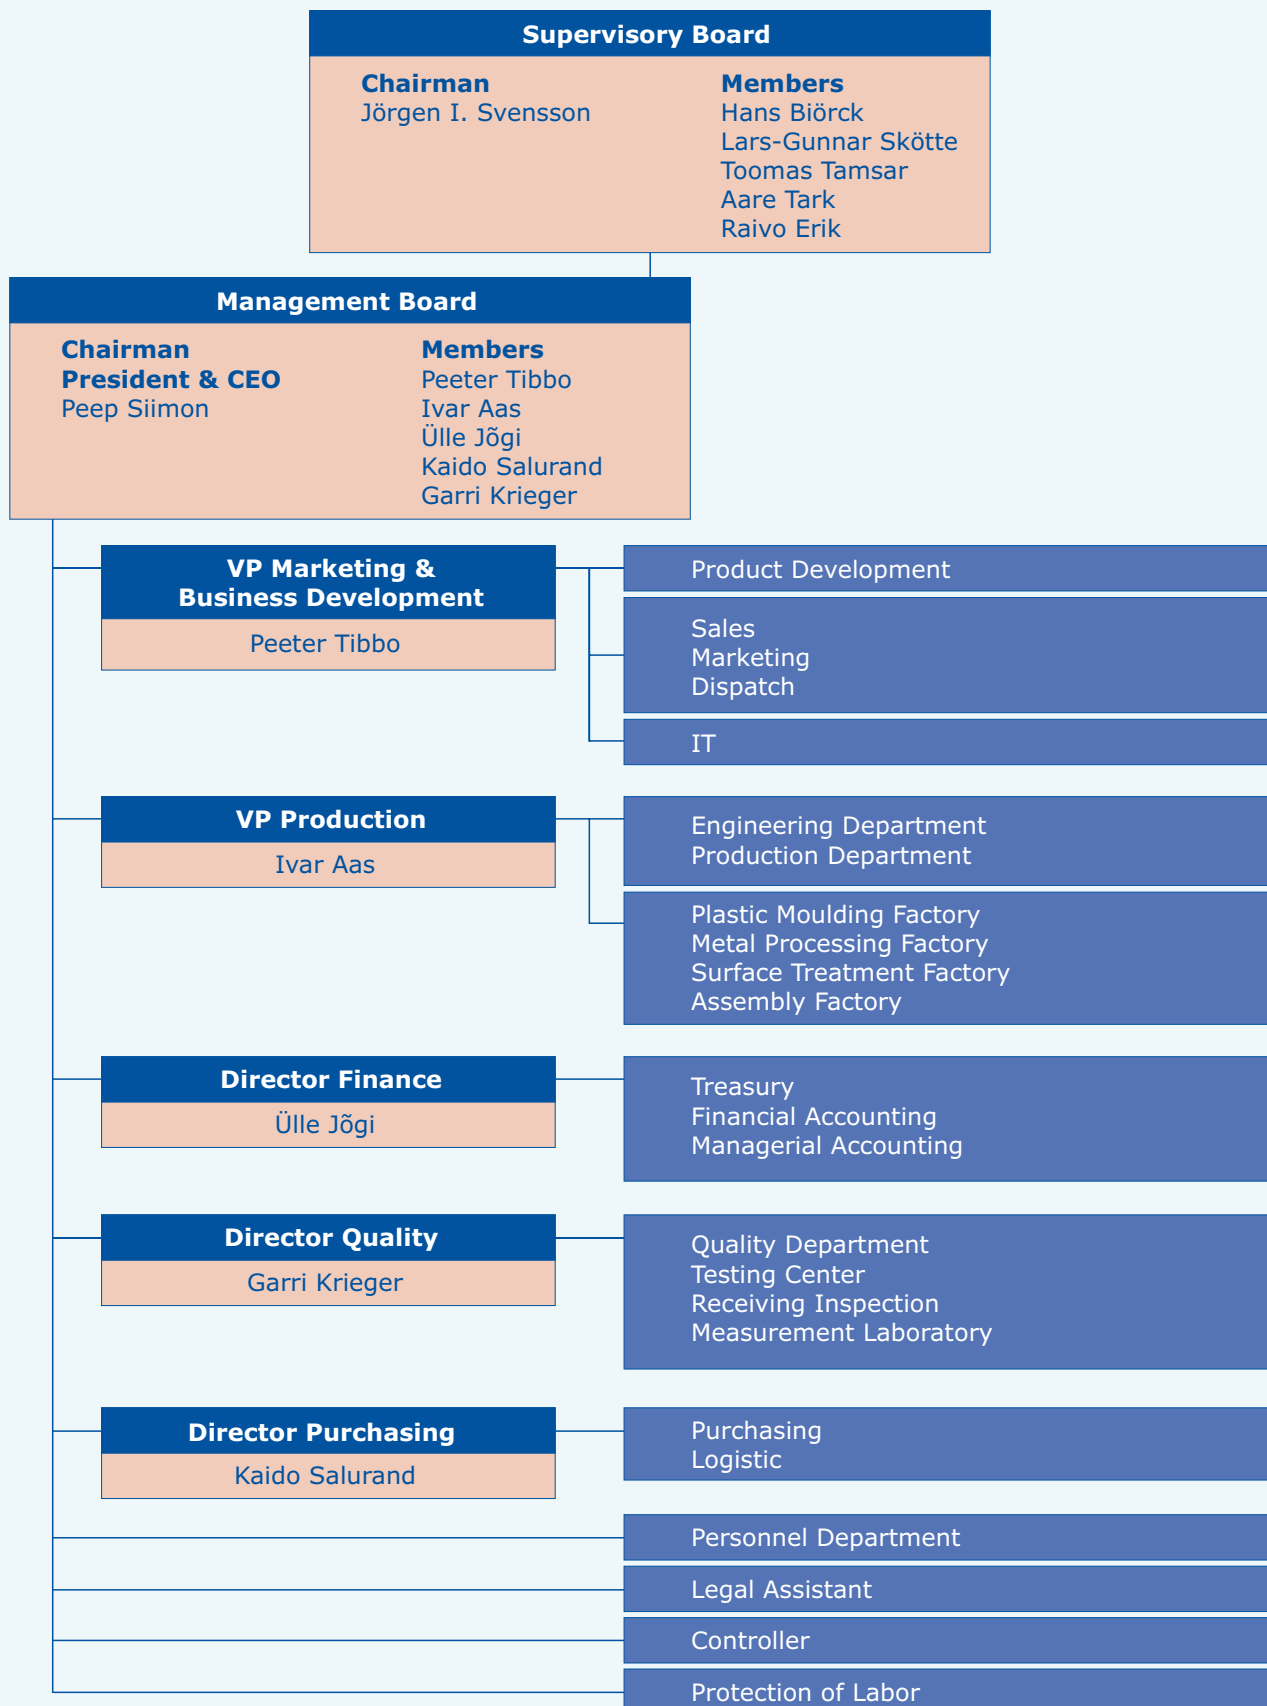 Supervisory Board
Chairman
Jörgen I. Svensson
Members
Hans Biörck
Lars-Gunnar Skötte
Toomas Tamsar
Aare Tark
Raivo Erik
Management Board
Chairman
President & CEO
Peep Siimon
Members
Peeter Tibbo
Ivar Aas
Ülle Jõgi
Kaido Salurand
Garri Krieger
VP Marketing &
Business Development
Peeter Tibbo
Product Development
Sales
Marketing
Dispatch
IT
VP Production
Ivar Aas
Engineering Department
Production Department
Plastic Moulding Factory
Metal Processing Factory
Surface Treatment Factory
Assembly Factory
Director Finance
Ülle Jõgi
Treasury
Financial Accounting
Managerial Accounting
Director Quality
Garri Krieger
Quality Department
Testing Center
Receiving Inspection
Measurement Laboratory
Director Purchasing
Kaido Salurand
Purchasing
Logistic
Personnel Department
Legal Assistant
Controller
Protection of Labor